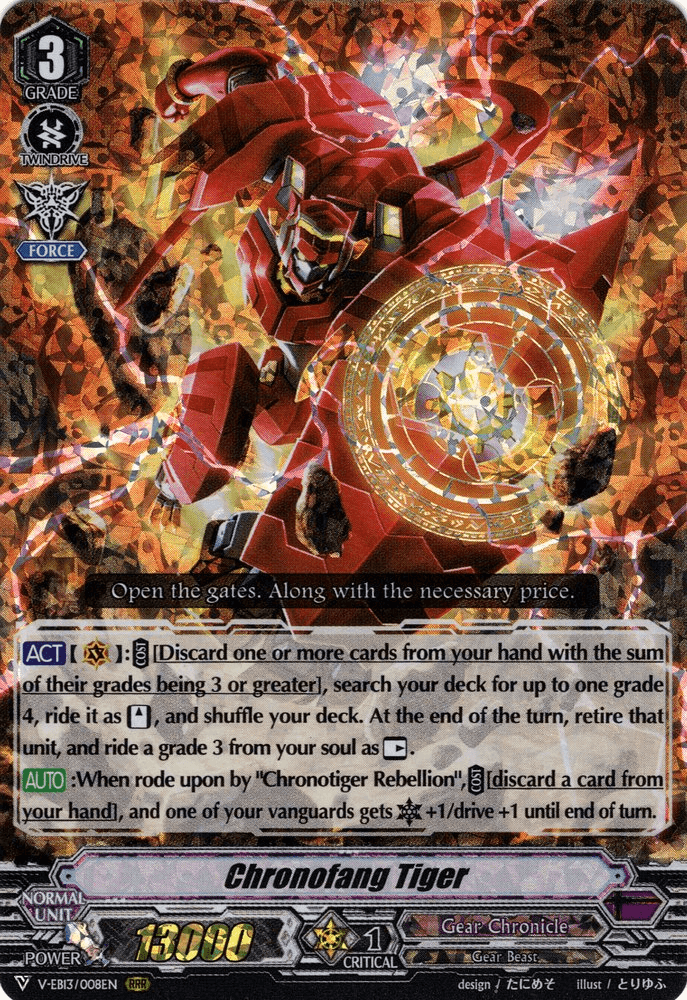 3
GRADE
TWINDRIVE
FORCE
Open the gates. Along with the necessary price.
ACT【 V 】:COST[Discard one or more cards from your hand with the sum
of their grades being 3 or greater], search your deck for up to one grade
4, ride it as , and shuffle your deck. At the end of the turn, retire that
unit, and ride a grade 3 from your soul as .
AUTO :When rode upon by "Chronotiger Rebellion",COST[discard a card from
your hand], and one of your vanguards gets +1/drive +1 until end of turn.
Chronofang Tiger
NORMAL
UNIT
POWER 13000 1 CRITICAL
Gear Chronicle
Gear Beast
V-EB13/008EN RRR design / たにめそ illust / とりゆふ